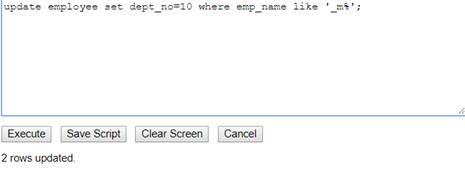 update employee set dept_no=10 where emp_name like '_m%';
Execute Save Script Clear Screen Cancel
2 rows updated.